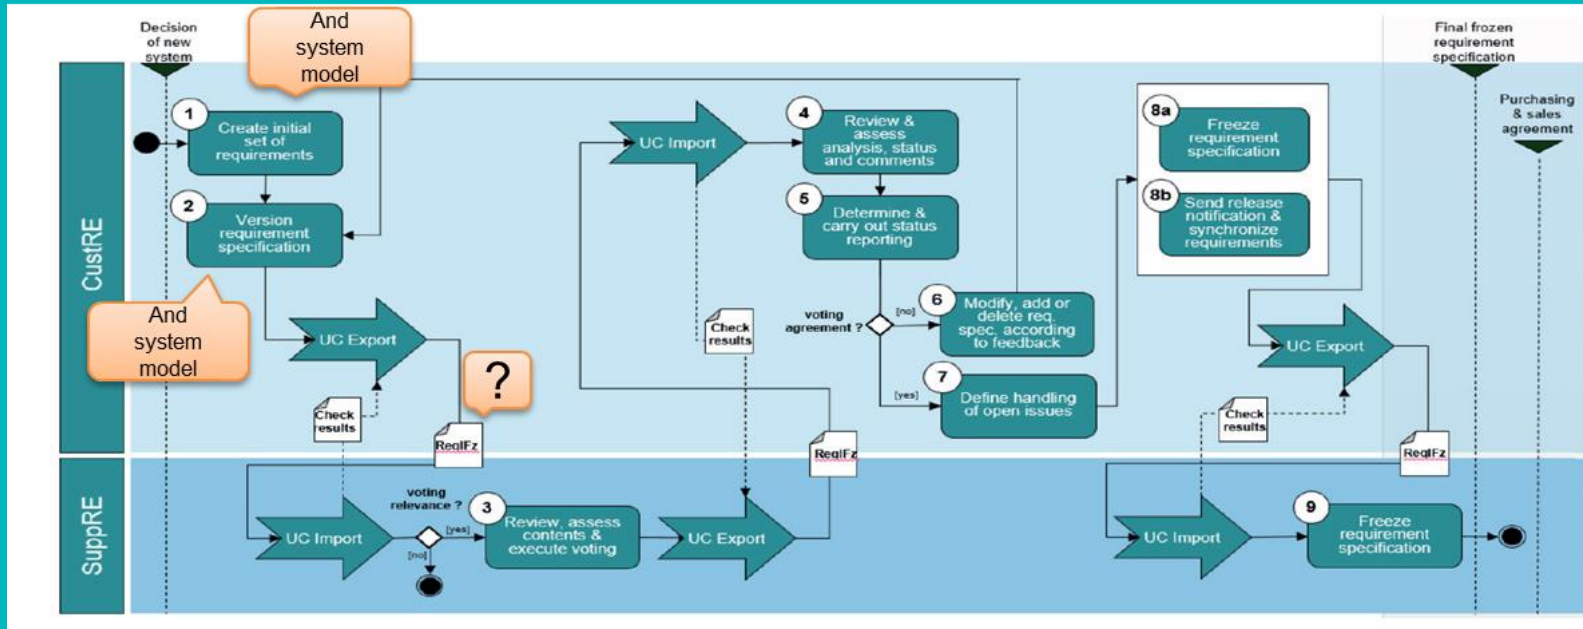 Decision
of new
system
And
system
model
Final frozen
requirement
specification
Purchasing
& sales
agreement
CustRE
1
Create initial
set of
requirements
2
Version
requirement
specification
And
system
model
UC Export
Check
results
?
ReqIFz
UC Import
4
Review &
assess
analysis, status
and comments
5
Determine &
carry out status
reporting
Check
results
voting
agreement ?
[no]
6
Modify, add or
delete req.
spec. according
to feedback
[yes]
7
Define handling
of open issues
ReqIFz
8a
Freeze
requirement
specification
8b
Send release
notification &
synchronize
requirements
UC Export
Check
results
ReqIFz
SuppRE
UC Import
voting
relevance ?
[yes]
[no]
3
Review, assess
contents &
execute voting
UC Export
UC Import
9
Freeze
requirement
specification